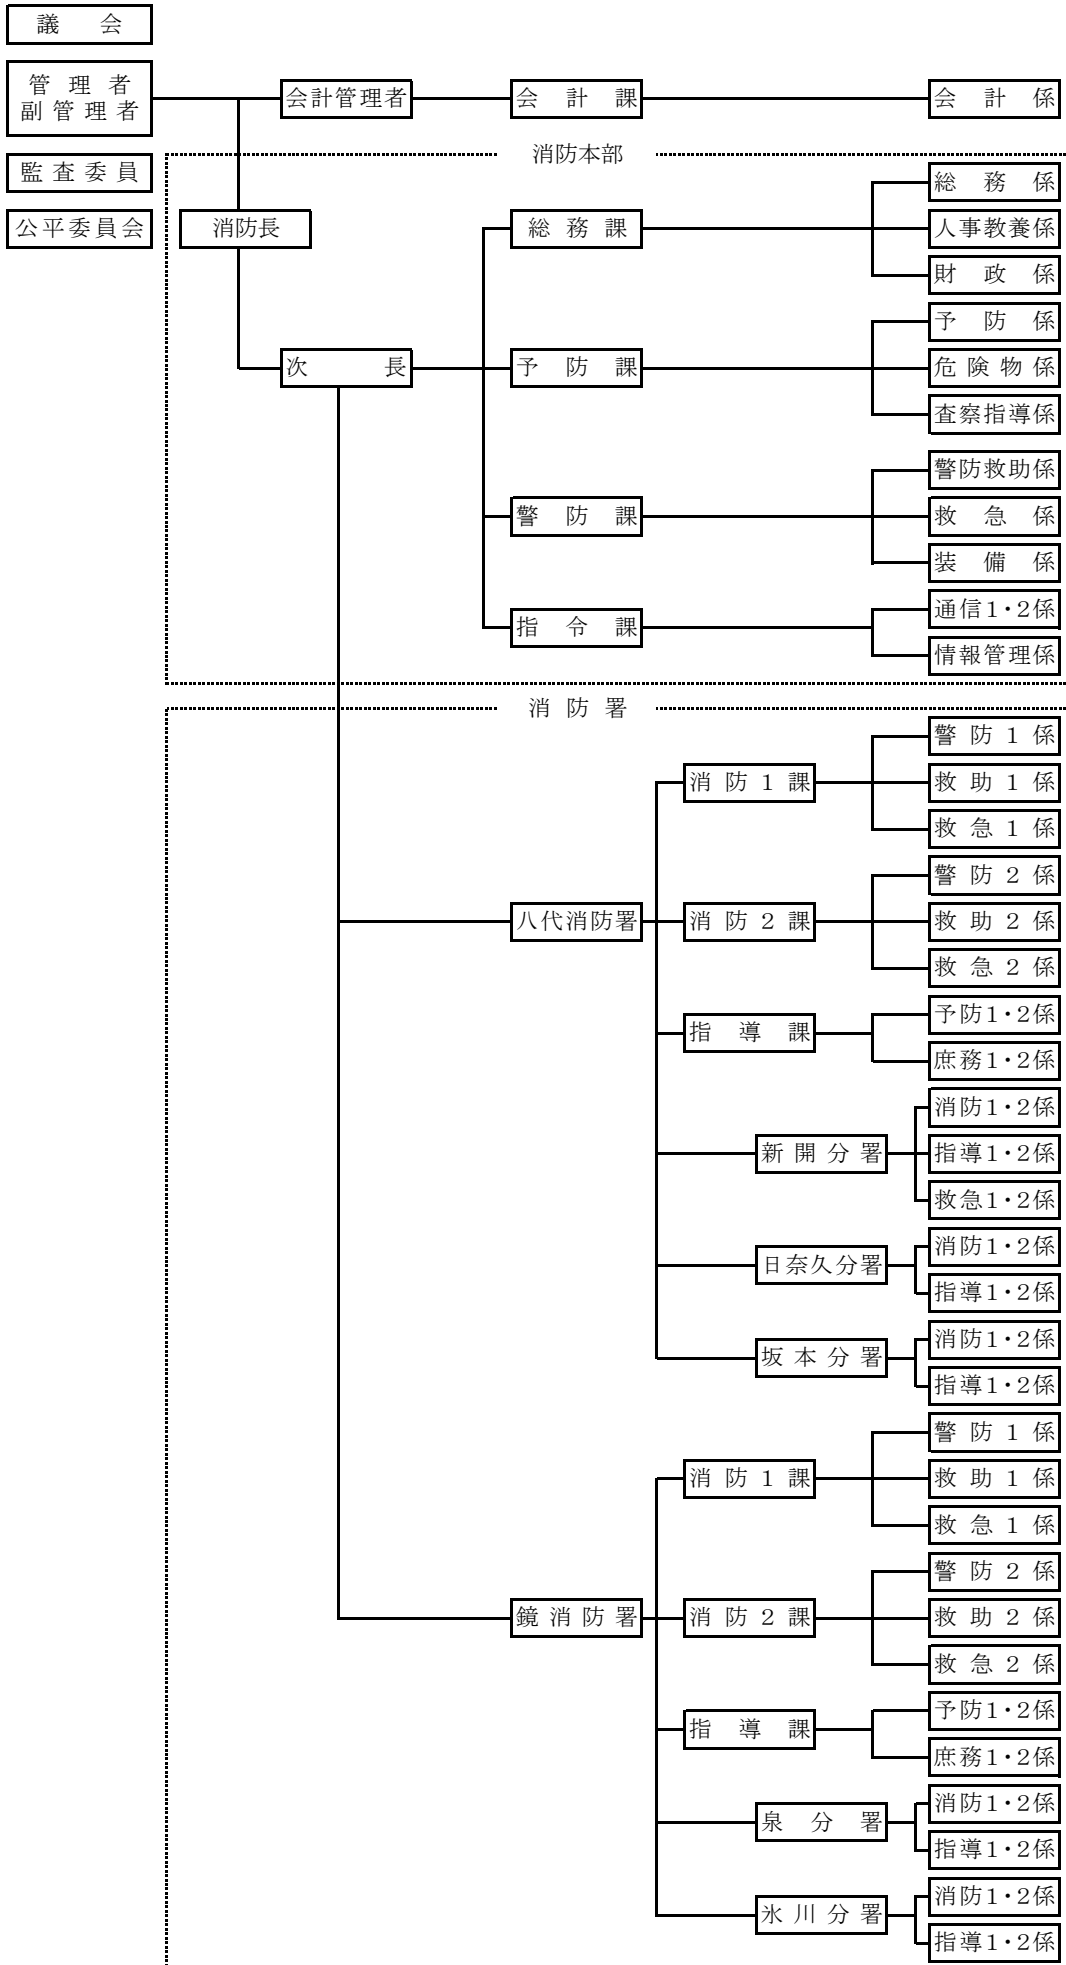 議会
管理者
副管理者
会計管理者
会計課
会計係
消防本部
監査委員
公平委員会
消防長
総務課
総務係
人事教養係
財政係
次長
予防課
予防係
危険物係
査察指導係
警防課
警防救助係
救急係
装備係
指令課
通信1・2係
情報管理係
消防署
八代消防署
消防1課
警防1係
救助1係
救急1係
消防2課
警防2係
救助2係
救急2係
指導課
予防1・2係
庶務1・2係
新開分署
消防1・2係
指導1・2係
救急1・2係
日奈久分署
消防1・2係
指導1・2係
坂本分署
消防1・2係
指導1・2係
鏡消防署
消防1課
警防1係
救助1係
救急1係
消防2課
警防2係
救助2係
救急2係
指導課
予防1・2係
庶務1・2係
泉分署
消防1・2係
指導1・2係
氷川分署
消防1・2係
指導1・2係